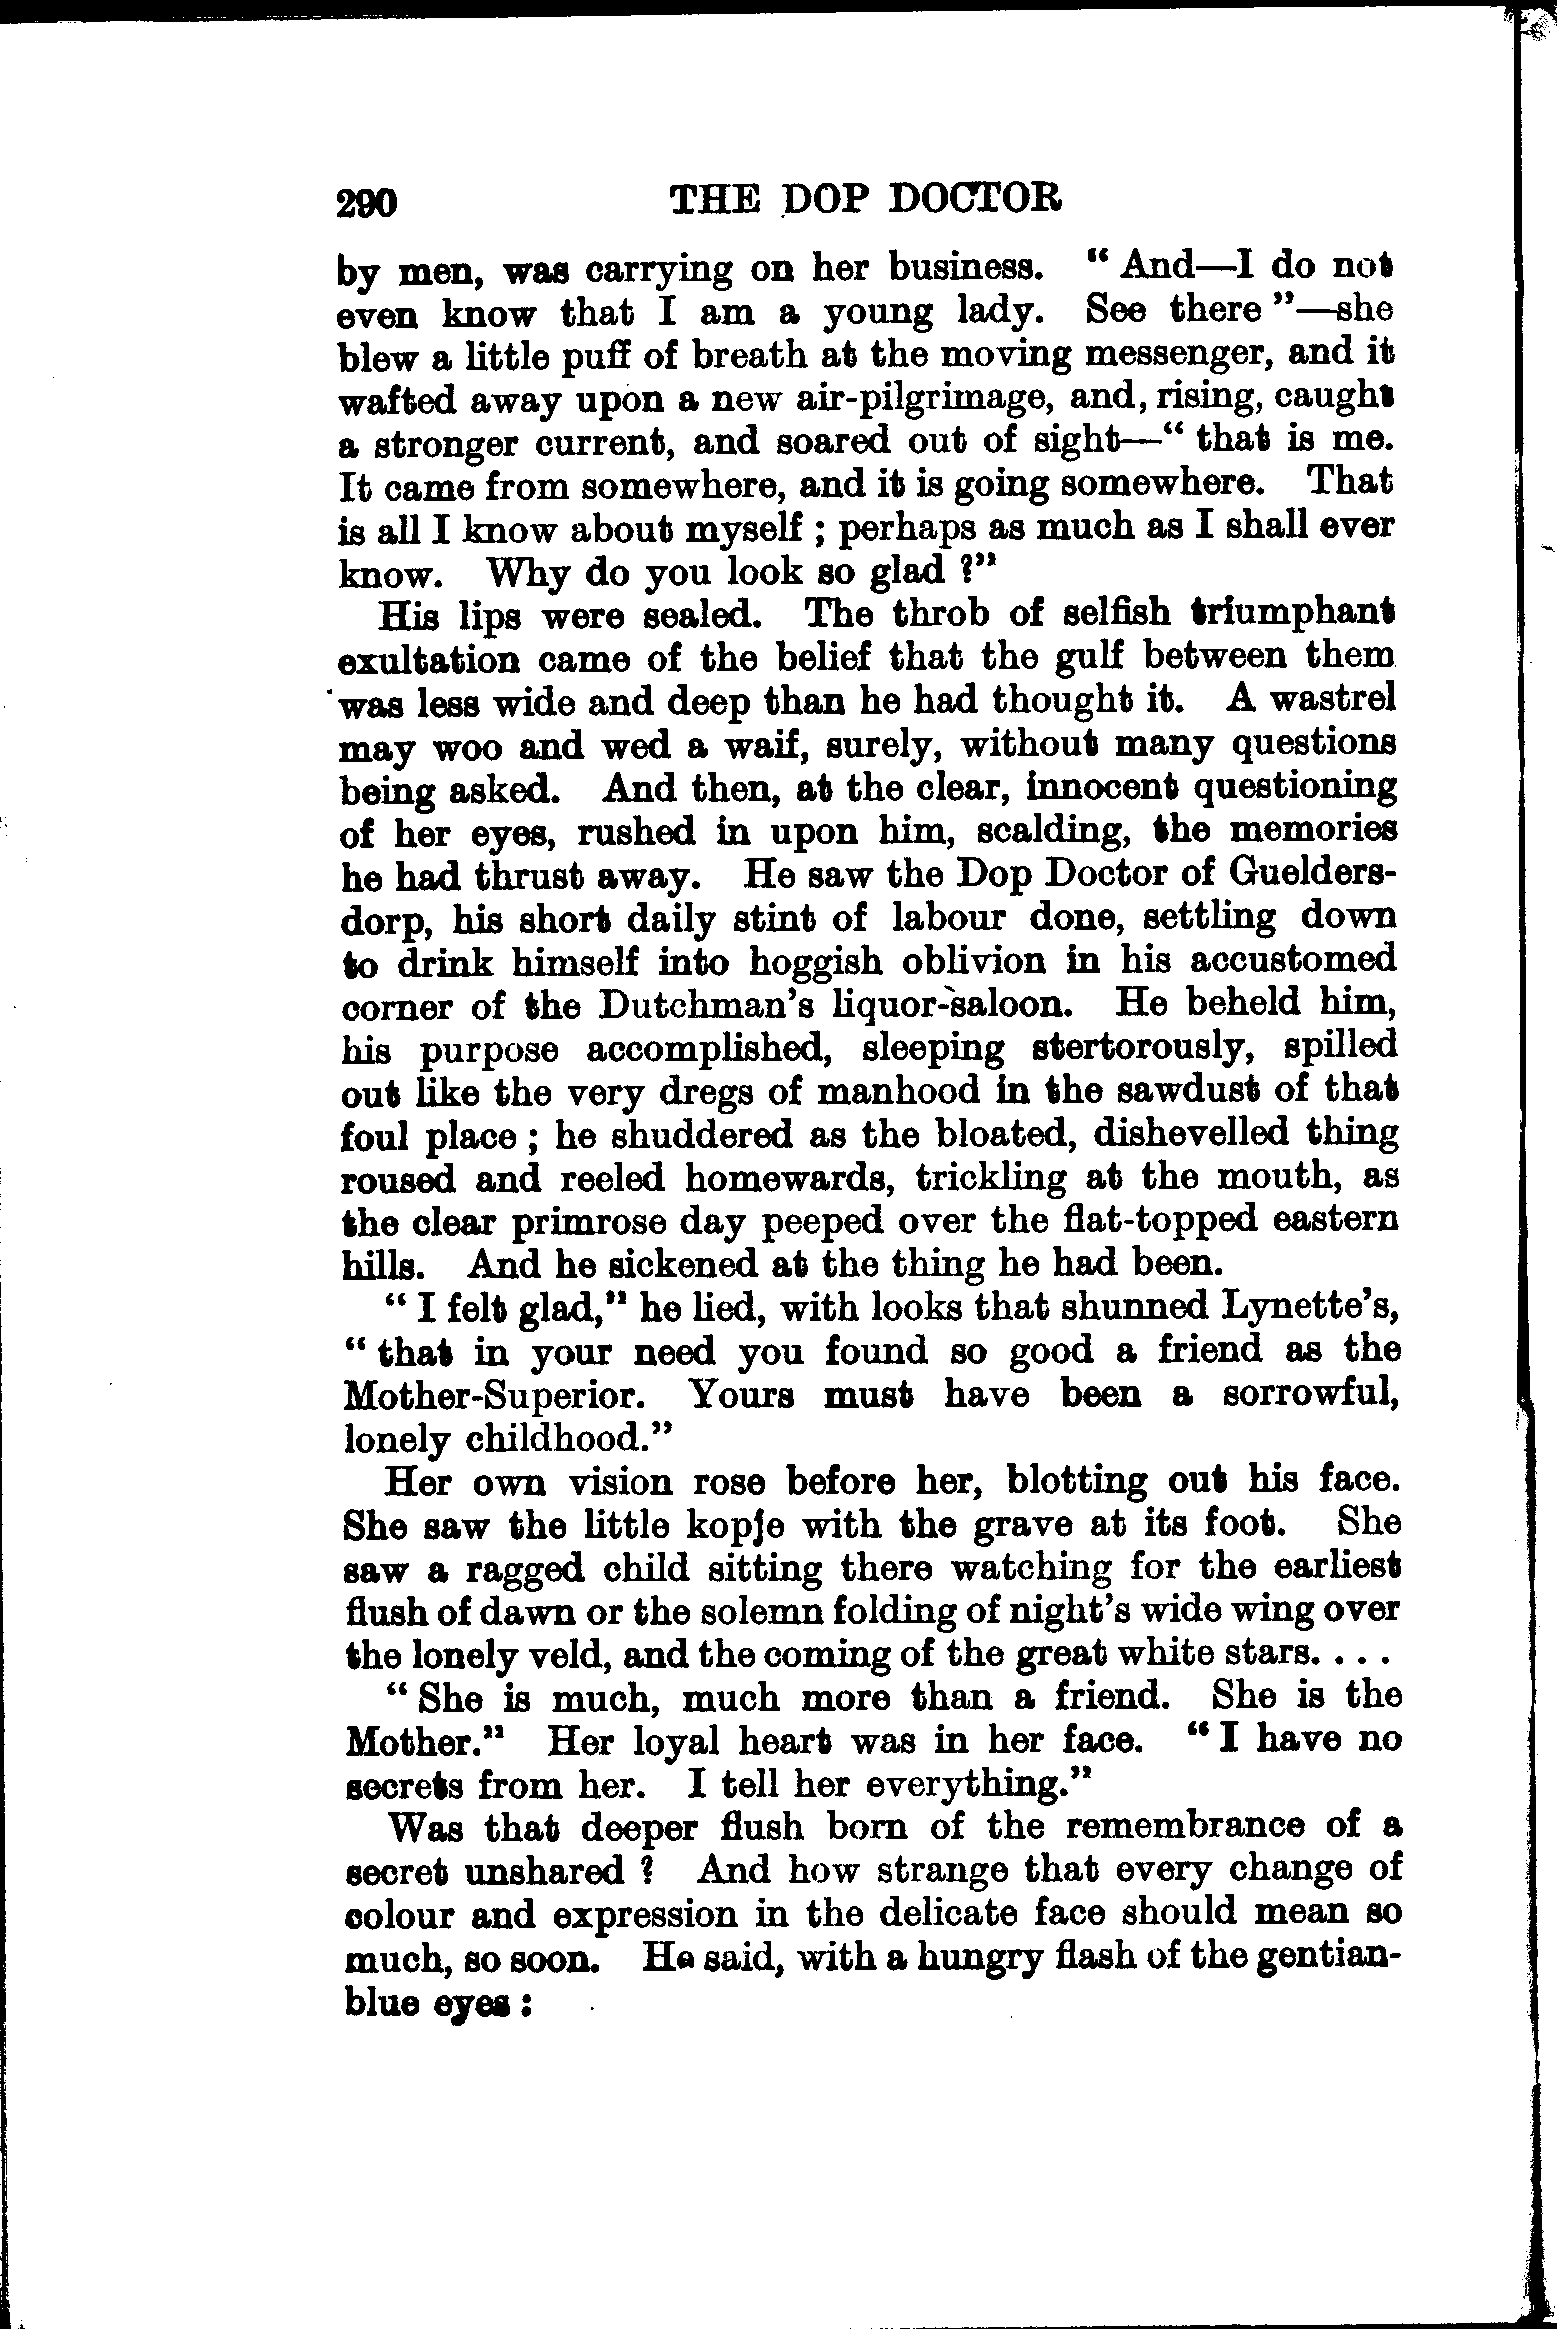 290 THE DOP DOCTOR
by men, was carrying on her business. “ And—I do not
even know that I am a young lady. See there ”—she
blew a little puff of breath at the moving messenger, and it
wafted away upon a new air-pilgrimage, and, rising, caught
a stronger current, and soared out of sight—“ that is me.
It came from somewhere, and it is going somewhere. That
is all I know about myself ; perhaps as much as I shall ever
know. Why do you look so glad ?”
His lips were sealed. The throb of selfish triumphant
exultation came of the belief that the gulf between them
was less wide and deep than he had thought it. A wastrel
may woo and wed a waif, surely, without many questions
being asked. And then, at the clear, innocent questioning
of her eyes, rushed in upon him, scalding, the memories
he had thrust away. He saw the Dop Doctor of Guelders-
dorp, his short daily stint of labour done, settling down
to drink himself into hoggish oblivion in his accustomed
corner of the Dutchman’s liquor-saloon. He beheld him,
his purpose accomplished, sleeping stertorously, spilled
out like the very dregs of manhood in the sawdust of that
foul place ; he shuddered as the bloated, dishevelled thing
roused and reeled homewards, trickling at the mouth, as
the clear primrose day peeped over the flat-topped eastern
hills. And he sickened at the thing he had been.
“ I felt glad,” he lied, with looks that shunned Lynette’s,
“ that in your need you found so good a friend as the
Mother-Superior. Yours must have been a sorrowful,
lonely childhood.”
Her own vision rose before her, blotting out his face.
She saw the little kopje with the grave at its foot. She
saw a ragged child sitting there watching for the earliest
flush of dawn or the solemn folding of night’s wide wing over
the lonely veld, and the coming of the great white stars. . . .
“ She is much, much more than a friend. She is the
Mother.” Her loyal heart was in her face. “ I have no
secrets from her. I tell her everything.”
Was that deeper flush born of the remembrance of a
secret unshared ? And how strange that every change of
colour and expression in the delicate face should mean so
much, so soon. He said, with a hungry flash of the gentian-
blue eyes :